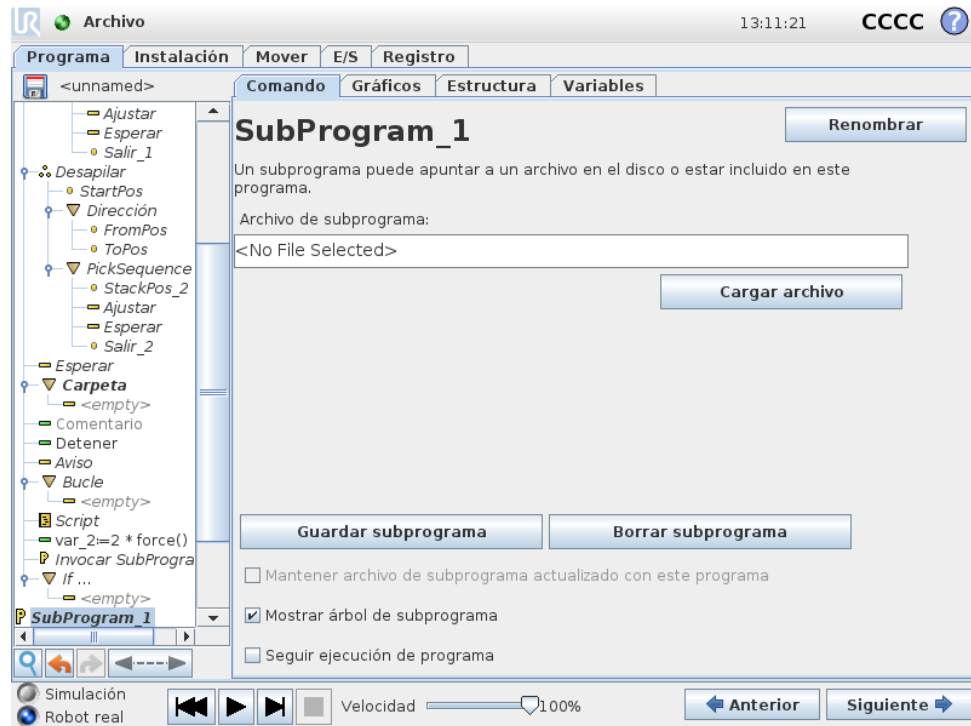 UR Archivo 13:11:21 CCCC ?
Programa Instalación Mover E/S Registro
<unnamed>
Comando Gráficos Estructura Variables
Ajustar
Esperar
Salir_1
Desapilar
StartPos
Dirección
FromPos
ToPos
PickSequence
StackPos_2
Ajustar
Esperar
Salir_2
Esperar
Carpeta
<empty>
Comentario
Detener
Aviso
Bucle
<empty>
Script
var_2:=2 * force()
Invocar SubProgra
If ...
<empty>
SubProgram_1
SubProgram_1
Renombrar
Un subprograma puede apuntar a un archivo en el disco o estar incluido en este
programa.
Archivo de subprograma:
<No File Selected>
Cargar archivo
Guardar subprograma Borrar subprograma
Mantener archivo de subprograma actualizado con este programa
Mostrar árbol de subprograma
Seguir ejecución de programa
Simulación
Robot real
Velocidad 100%
Anterior Siguiente